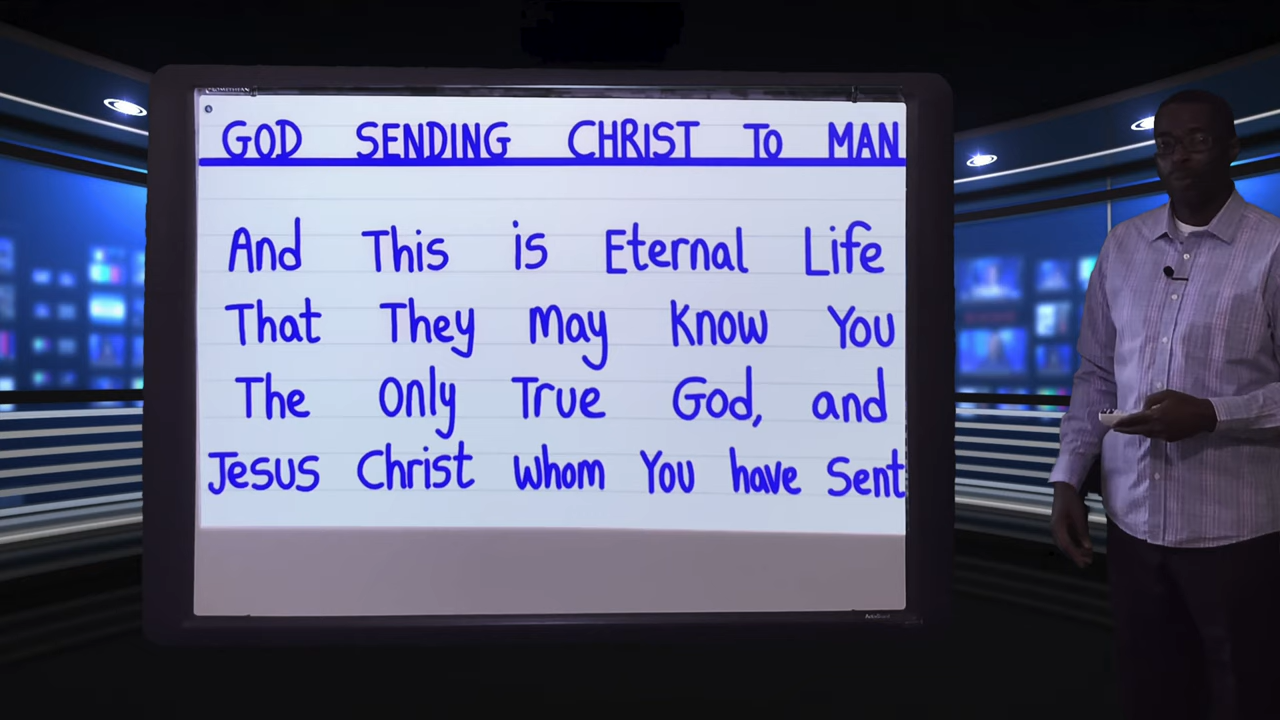 GOD SENDING CHRIST TO MAN
And This is Eternal Life
That They May Know You
The Only True God, and
Jesus Christ whom You have Sent